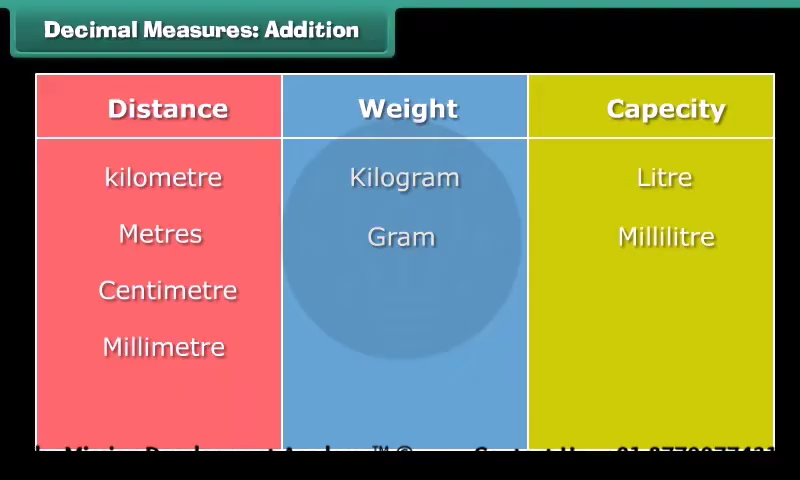 Decimal Measures: Addition
Distance Weight Capecity
kilometre Kilogram Litre
Metres Gram Millilitre
Centimetre
Millimetre